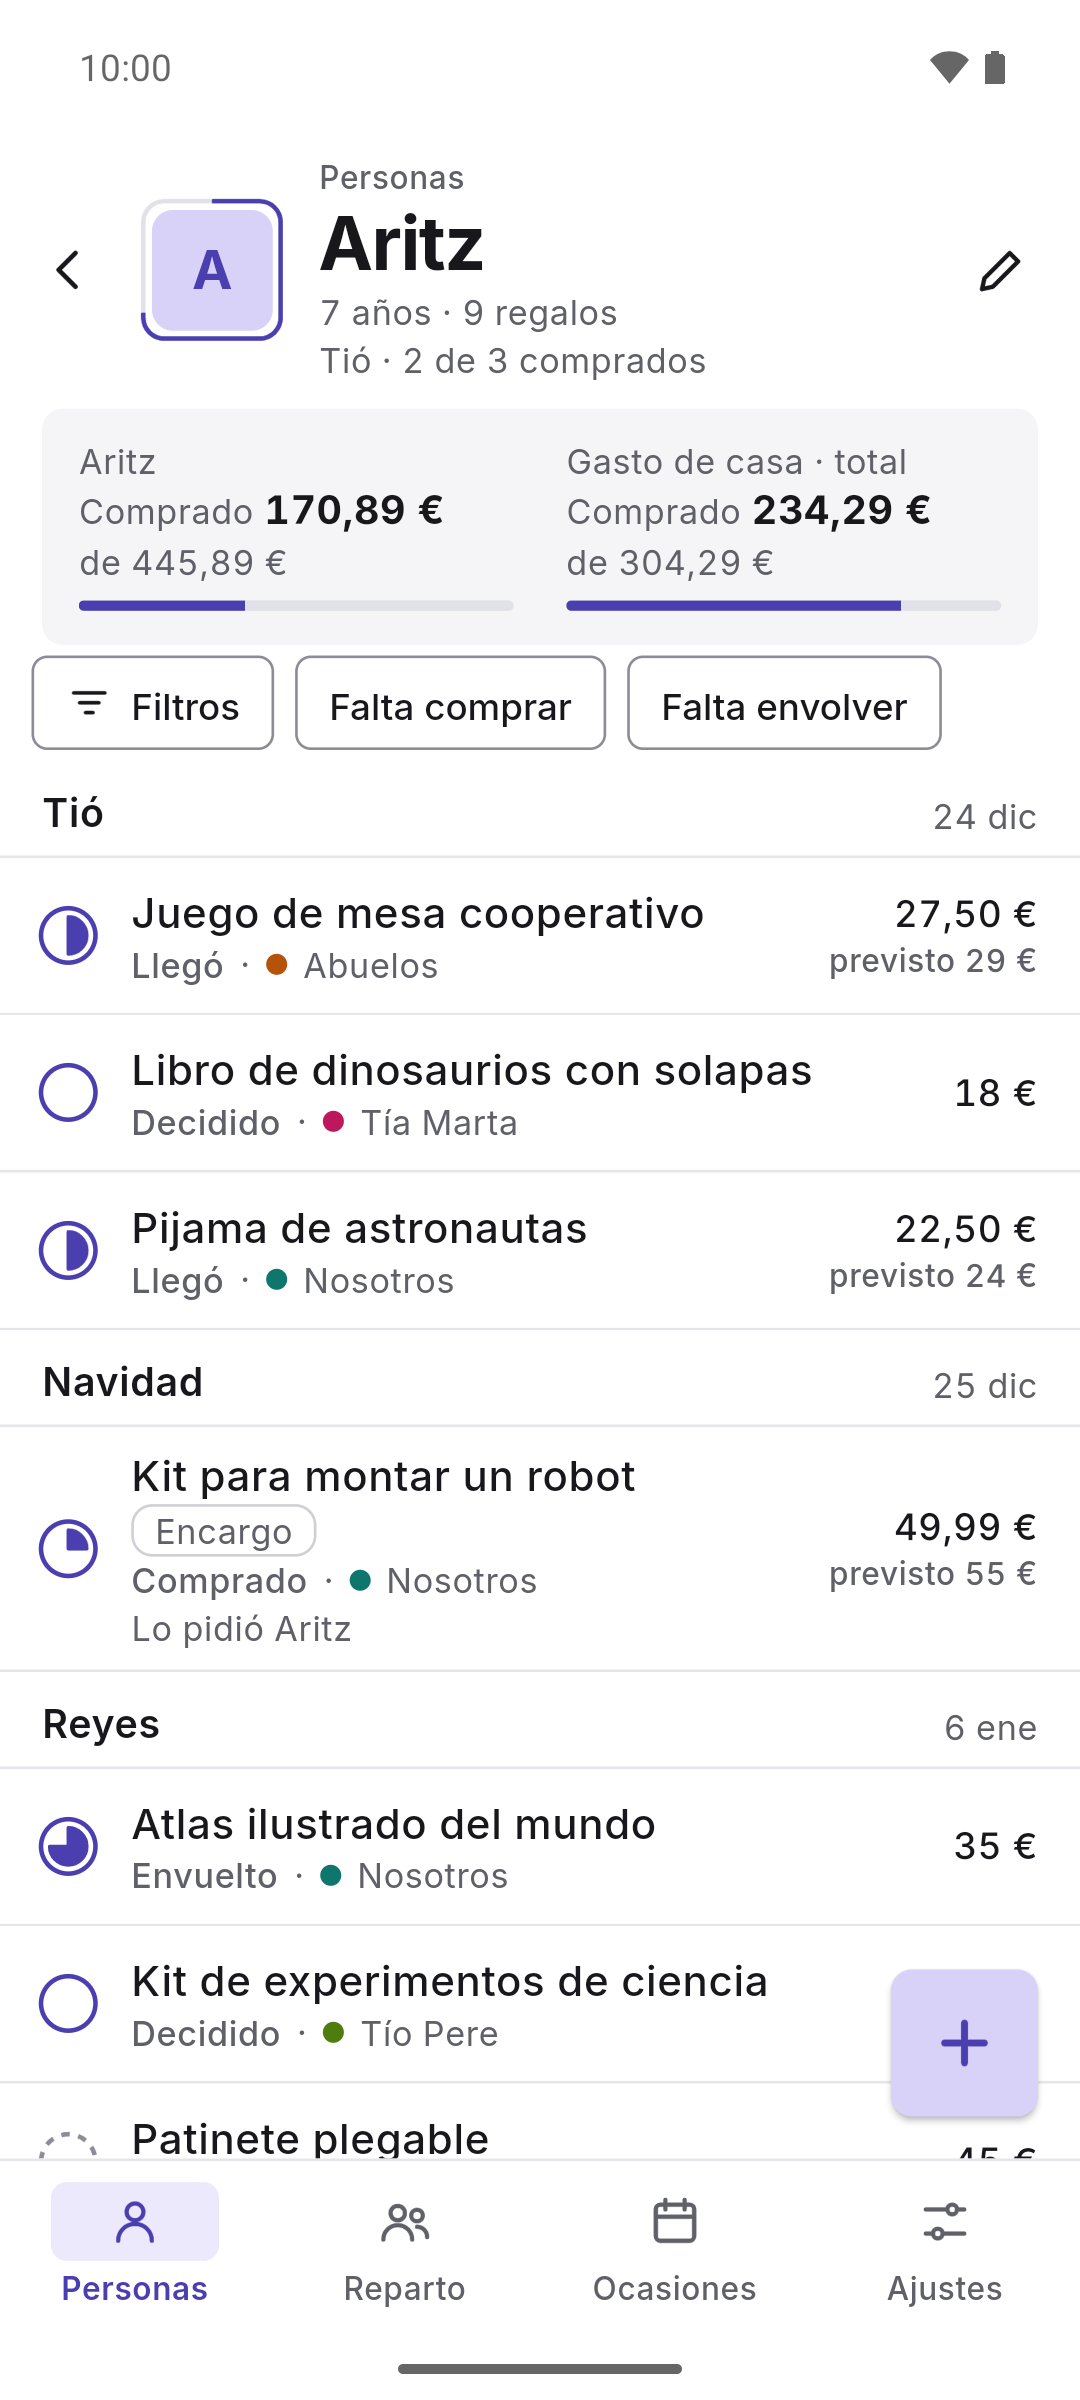 10:00
Personas
A
Aritz
7 años · 9 regalos
Tió · 2 de 3 comprados
Aritz
Comprado 170,89 €
de 445,89 €
Gasto de casa · total
Comprado 234,29 €
de 304,29 €
Filtros
Falta comprar
Falta envolver
Tió
24 dic
Juego de mesa cooperativo
Llegó · Abuelos
27,50 €
previsto 29 €
Libro de dinosaurios con solapas
Decidido · Tía Marta
18 €
Pijama de astronautas
Llegó · Nosotros
22,50 €
previsto 24 €
Navidad
25 dic
Kit para montar un robot
Encargo
Comprado · Nosotros
Lo pidió Aritz
49,99 €
previsto 55 €
Reyes
6 ene
Atlas ilustrado del mundo
Envuelto · Nosotros
35 €
Kit de experimentos de ciencia
Decidido · Tío Pere
Patinete plegable
45 €
Personas
Reparto
Ocasiones
Ajustes